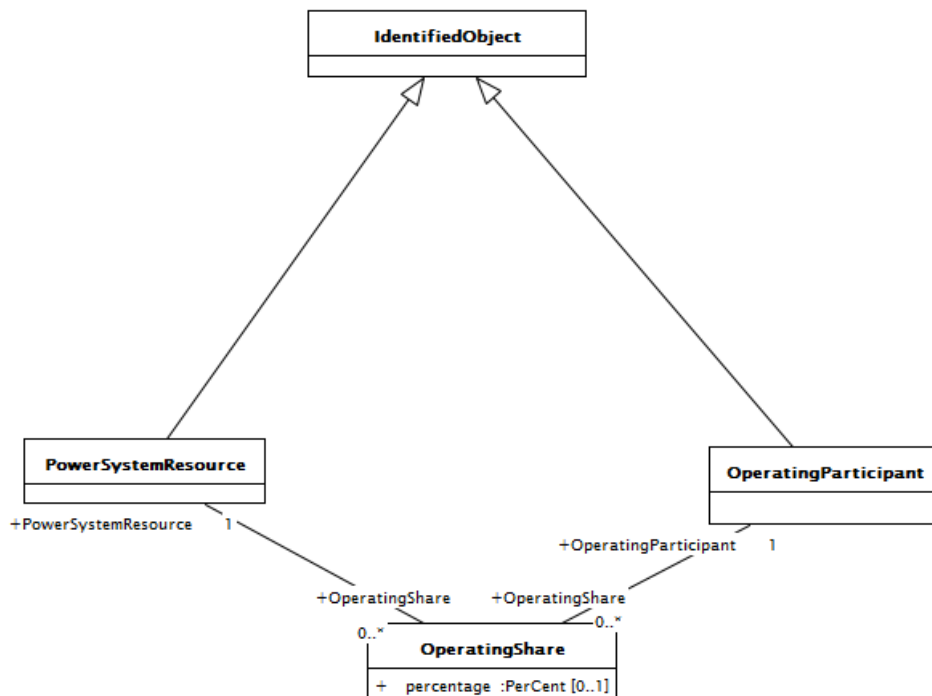 IdentifiedObject
PowerSystemResource
OperatingParticipant
+PowerSystemResource 1
+OperatingParticipant 1
+OperatingShare +OperatingShare
0..* 0..*
OperatingShare
+ percentage :PerCent [0..1]